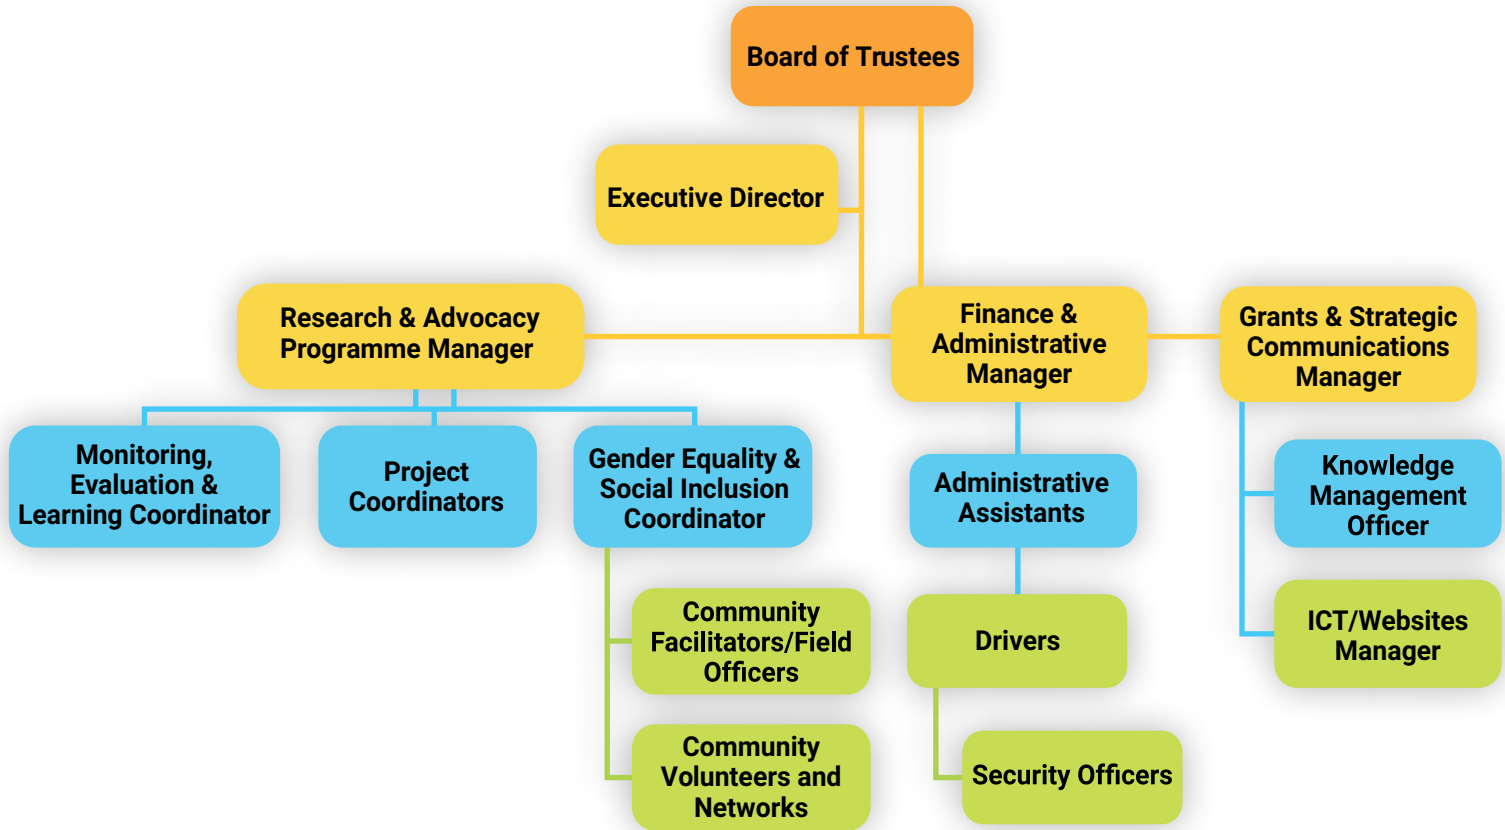 Board of Trustees
Executive Director
Research & Advocacy
Programme Manager
Finance &
Administrative
Manager
Grants & Strategic
Communications
Manager
Monitoring,
Evaluation &
Learning Coordinator
Project
Coordinators
Gender Equality &
Social Inclusion
Coordinator
Administrative
Assistants
Knowledge
Management
Officer
Community
Facilitators/Field
Officers
Drivers
ICT/Websites
Manager
Community
Volunteers and
Networks
Security Officers